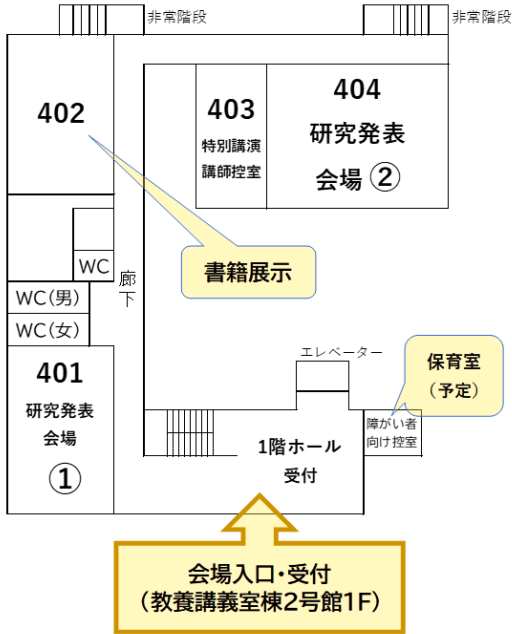 非常階段
非常階段
402
403
特別講演
講師控室
404
研究発表
会場 ②
書籍展示
WC
廊
下
WC(男)
WC(女)
401
研究発表
会場
①
エレベーター
保育室
(予定)
障がい者
向け控室
1階ホール
受付
会場入口・受付
(教養講義室棟2号館1F)